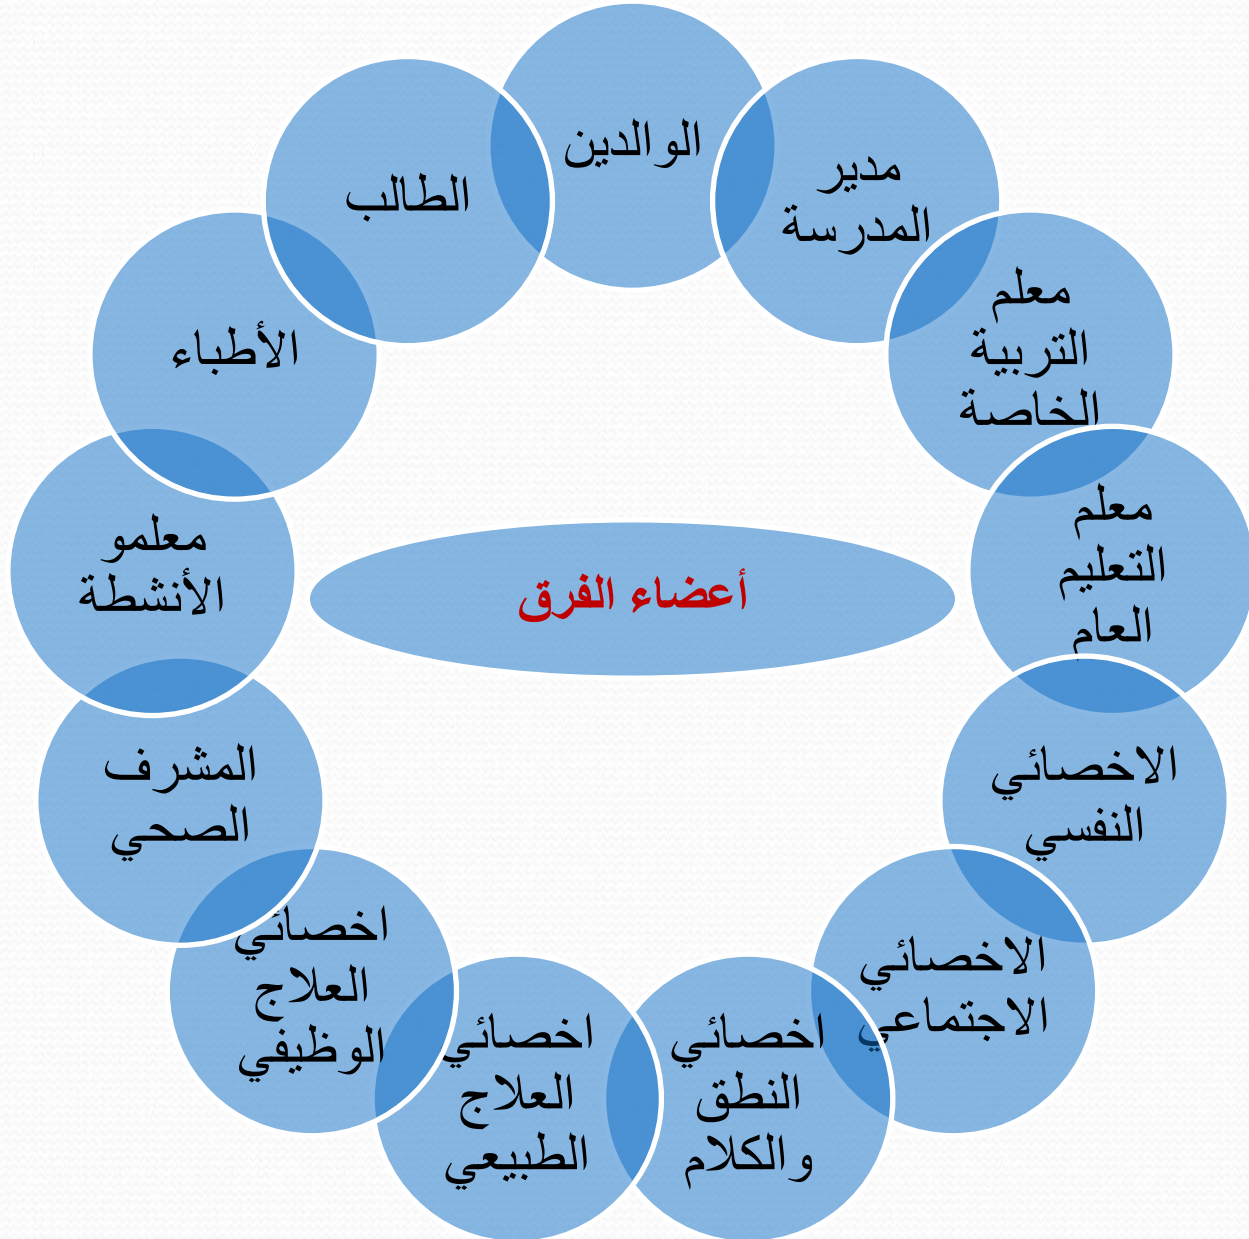 الوالدين
مدير
المدرسة
معلم
التربية
الخاصة
معلم
التعليم
العام
الاخصائي
النفسي
الاخصائي
الاجتماعي
اخصائي
النطق
والكلام
اخصائي
العلاج
الطبيعي
اخصائي
العلاج
الوظيفي
المشرف
الصحي
معلمو
الأنشطة
الأطباء
الطالب
أعضاء الفرق